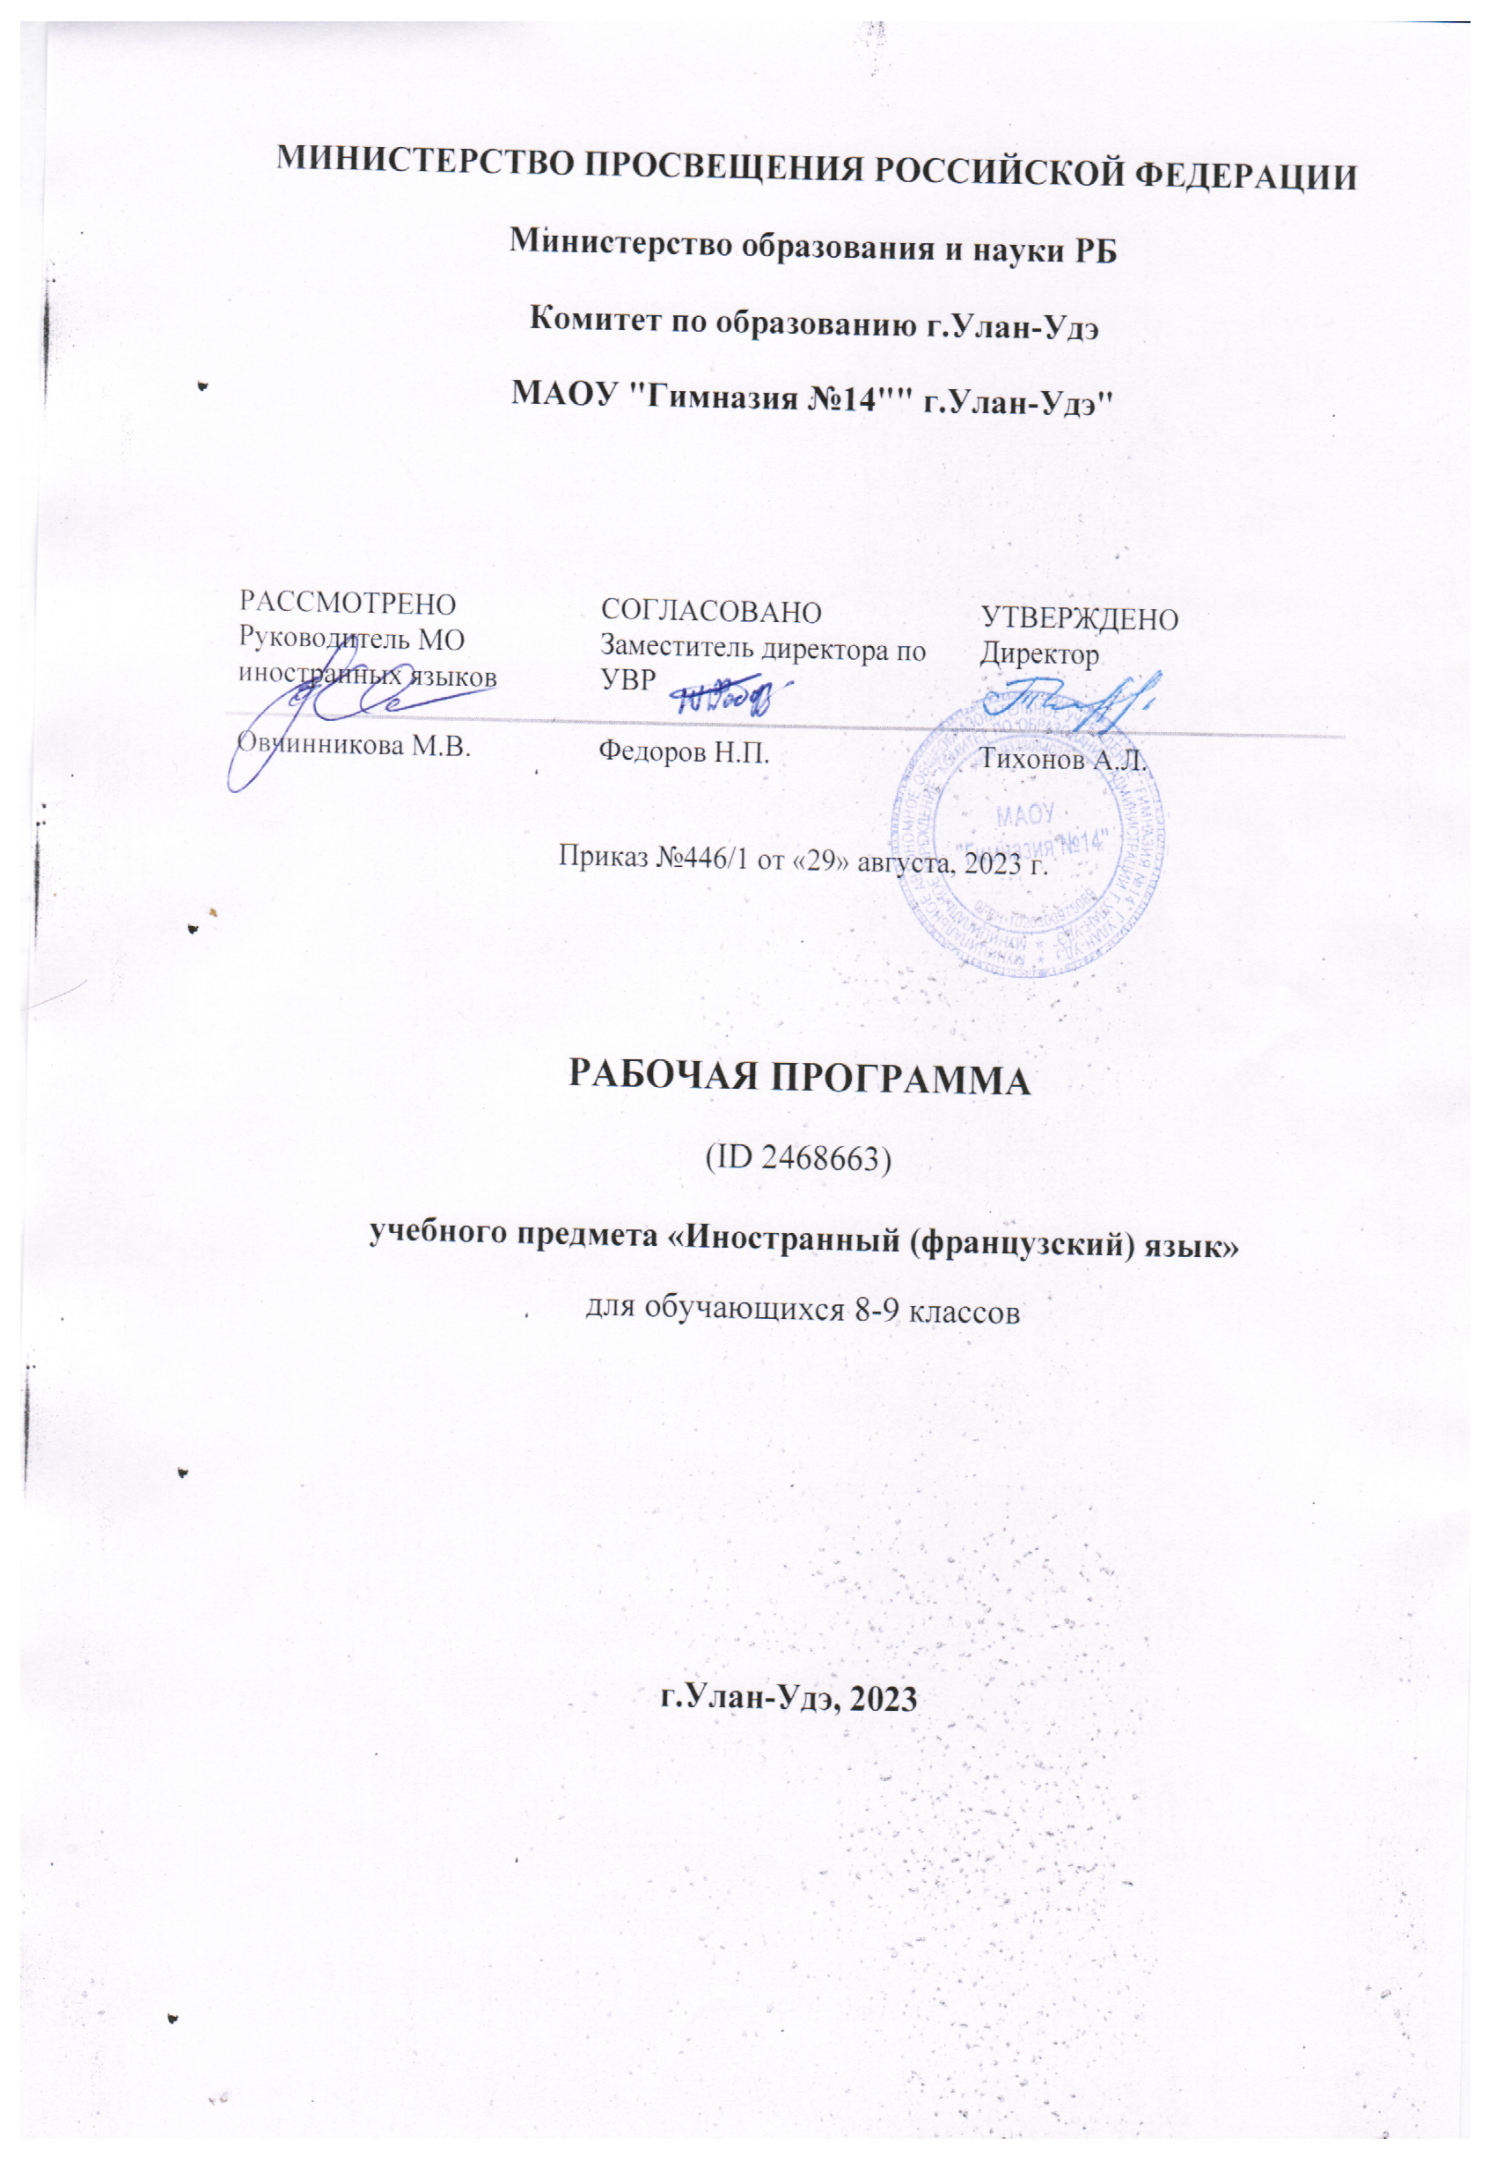 МИНИСТЕРСТВО ПРОСВЕЩЕНИЯ РОССИЙСКОЙ ФЕДЕРАЦИИ
Министерство образования и науки РБ
Комитет по образованию г.Улан-Удэ
МАОУ "Гимназия №14"" г.Улан-Удэ"
РАССМОТРЕНО
Руководитель МО
иностранных языков
Овчинникова М.В.
СОГЛАСОВАНО
Заместитель директора по
УВР
Федоров Н.П.
УТВЕРЖДЕНО
Директор
Тихонов А.Л.
МАОУ
"Гимназия №14"
Приказ №446/1 от «29» августа, 2023 г.
РАБОЧАЯ ПРОГРАММА
(ID 2468663)
учебного предмета «Иностранный (французский) язык»
для обучающихся 8-9 классов
г.Улан-Удэ, 2023